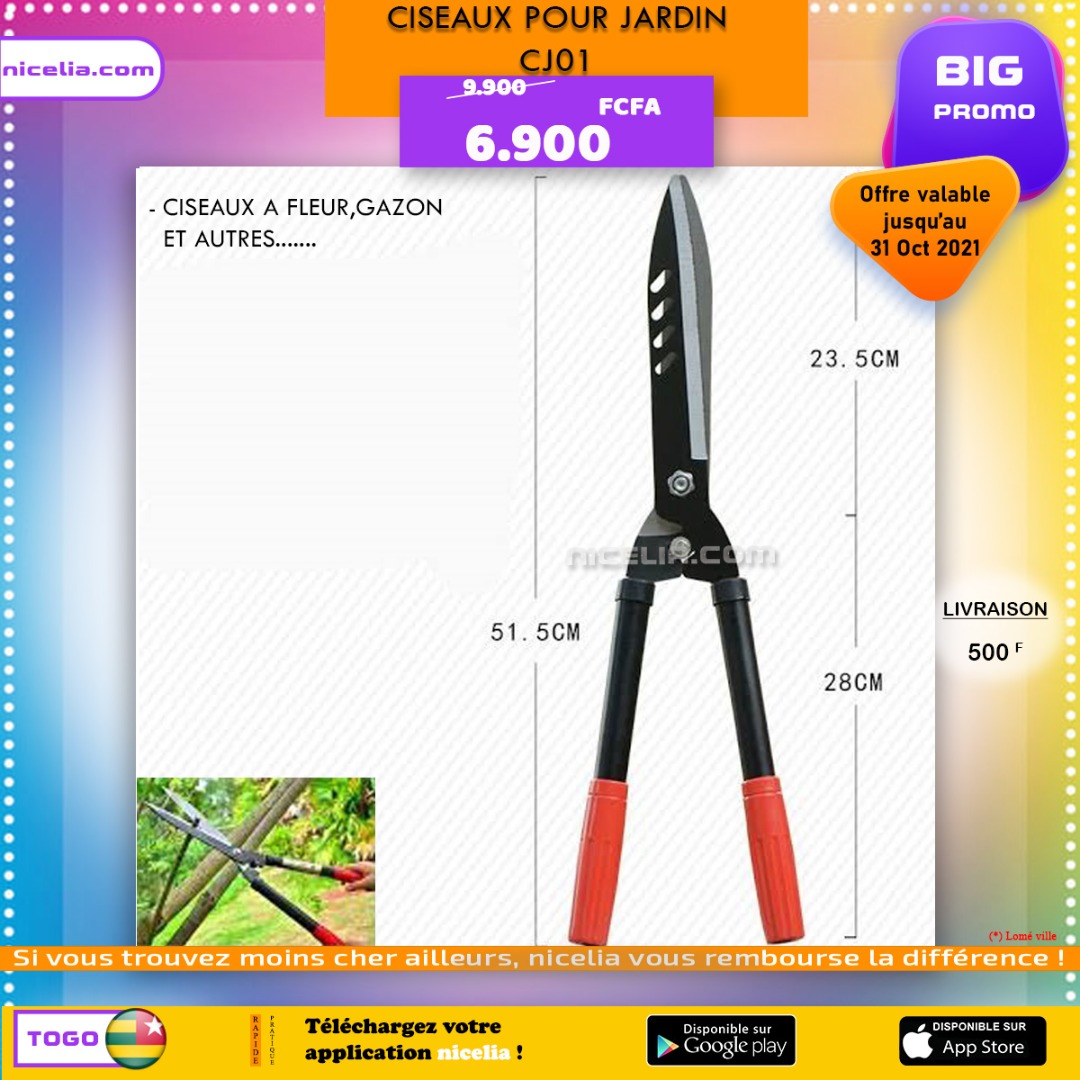 CISEAUX POUR JARDIN
CJ01
nicelia.com
9.900
FCFA
6.900
BIG
PROMO
Offre valable
jusqu'au
31 Oct 2021
- CISEAUX A FLEUR,GAZON
ET AUTRES.......
23.5CM
NICELIA.COM
51.5CM
28CM
LIVRAISON
500 F
(*) Lomé ville
Si vous trouvez moins cher ailleurs, nicelia vous rembourse la différence !
TOGO
RAPIDE
PRATIQUE
Téléchargez votre
application nicelia !
Disponible sur
Google play
DISPONIBLE SUR
App Store